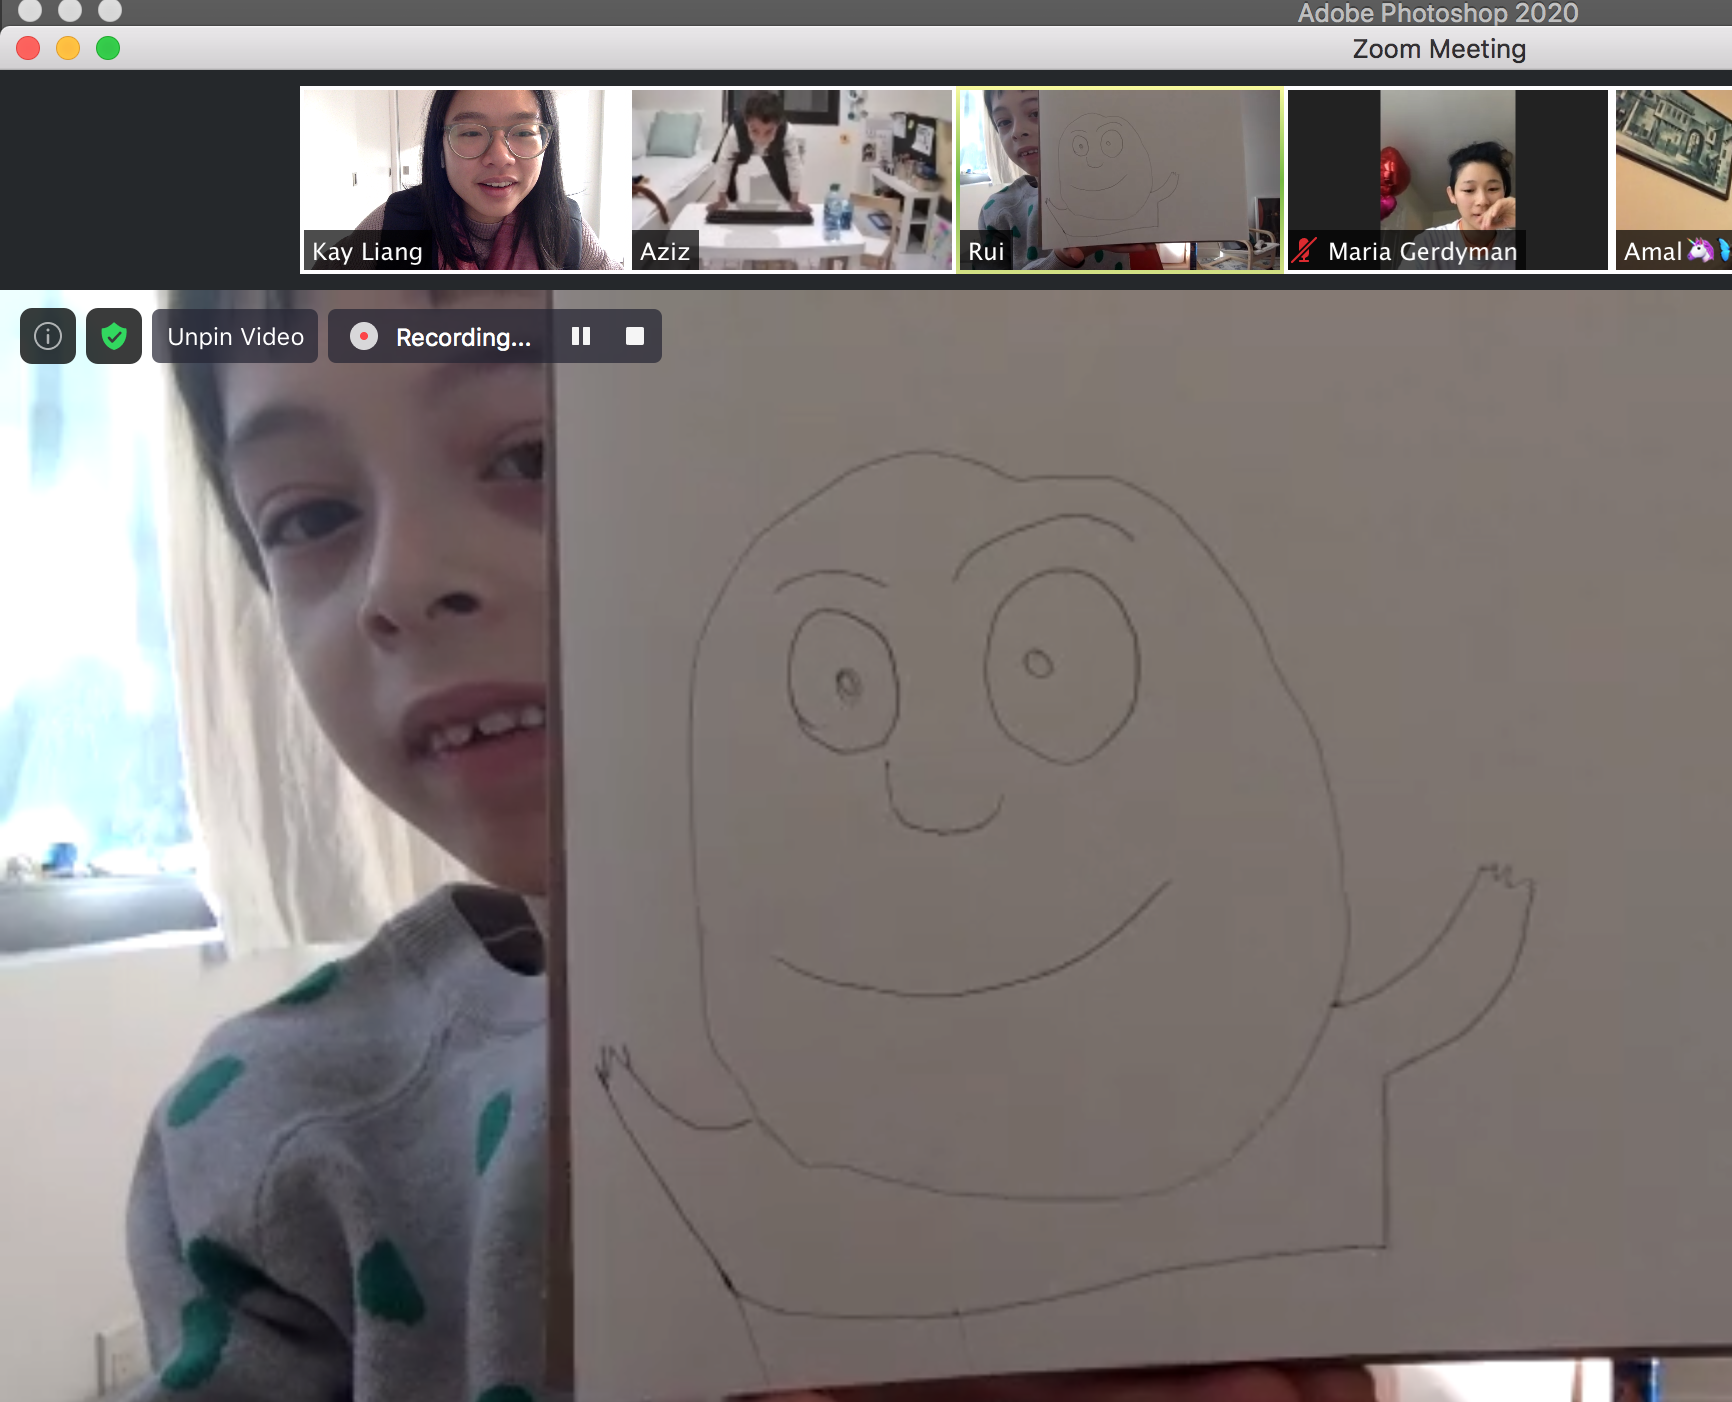 Adobe Photoshop 2020
Zoom Meeting
Kay Liang
Aziz
Rui
Maria Gerdyman
Amal🦄🦋
Unpin Video
Recording...